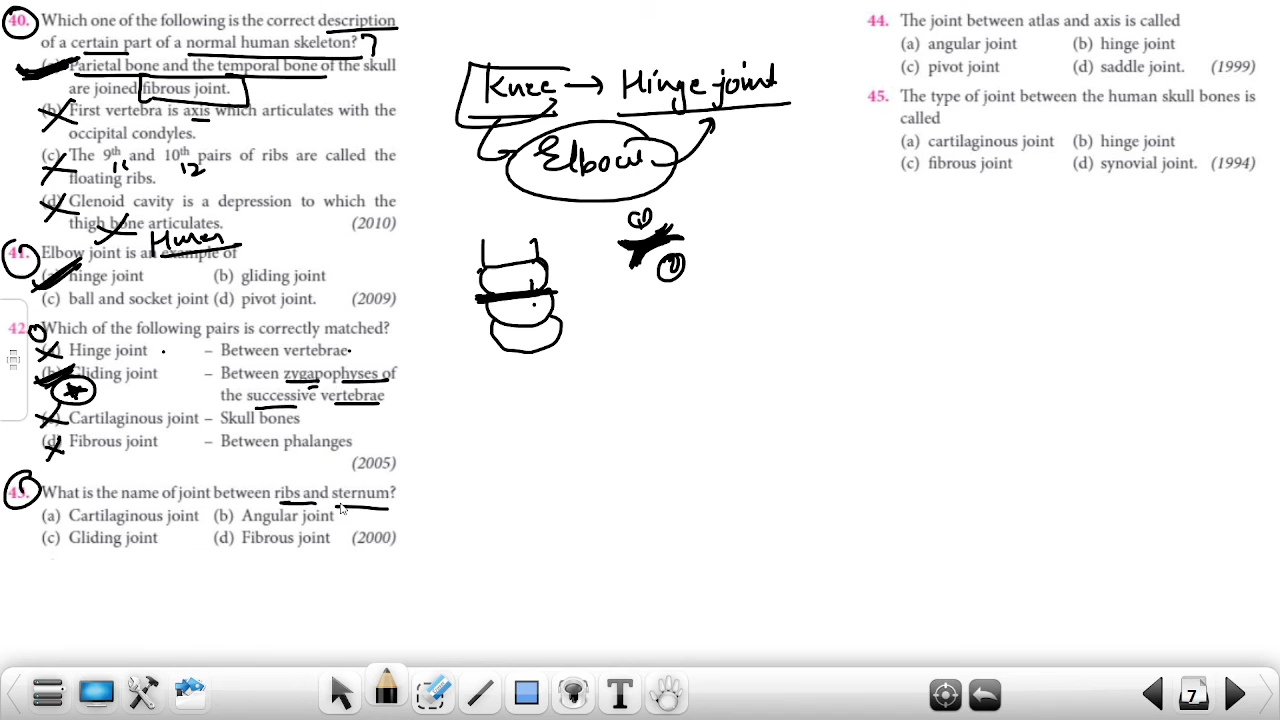 40. Which one of the following is the correct description
of a certain part of a normal human skeleton? ?
(a) Parietal bone and the temporal bone of the skull
are joined fibrous joint.
(b) First vertebra is axis which articulates with the
occipital condyles.
(c) The 9th and 10th pairs of ribs are called the
11 12
floating ribs.
(d) Glenoid cavity is a depression to which the
thigh bone articulates. (2010)
41. Elbow joint is an example of
(a) hinge joint (b) gliding joint
(c) ball and socket joint (d) pivot joint. (2009)
42. Which of the following pairs is correctly matched?
(a) Hinge joint – Between vertebrae
(b) Gliding joint – Between zygapophyses of
the successive vertebrae
(c) Cartilaginous joint – Skull bones
(d) Fibrous joint – Between phalanges
(2005)
43. What is the name of joint between ribs and sternum?
(a) Cartilaginous joint (b) Angular joint
(c) Gliding joint (d) Fibrous joint (2000)
Knee → Hinge joint
Elbow
44. The joint between atlas and axis is called
(a) angular joint (b) hinge joint
(c) pivot joint (d) saddle joint. (1999)
45. The type of joint between the human skull bones is
called
(a) cartilaginous joint (b) hinge joint
(c) fibrous joint (d) synovial joint. (1994)
7